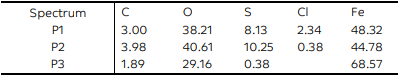 Spectrum C O S Cl Fe
P1 3.00 38.21 8.13 2.34 48.32
P2 3.98 40.61 10.25 0.38 44.78
P3 1.89 29.16 0.38 68.57